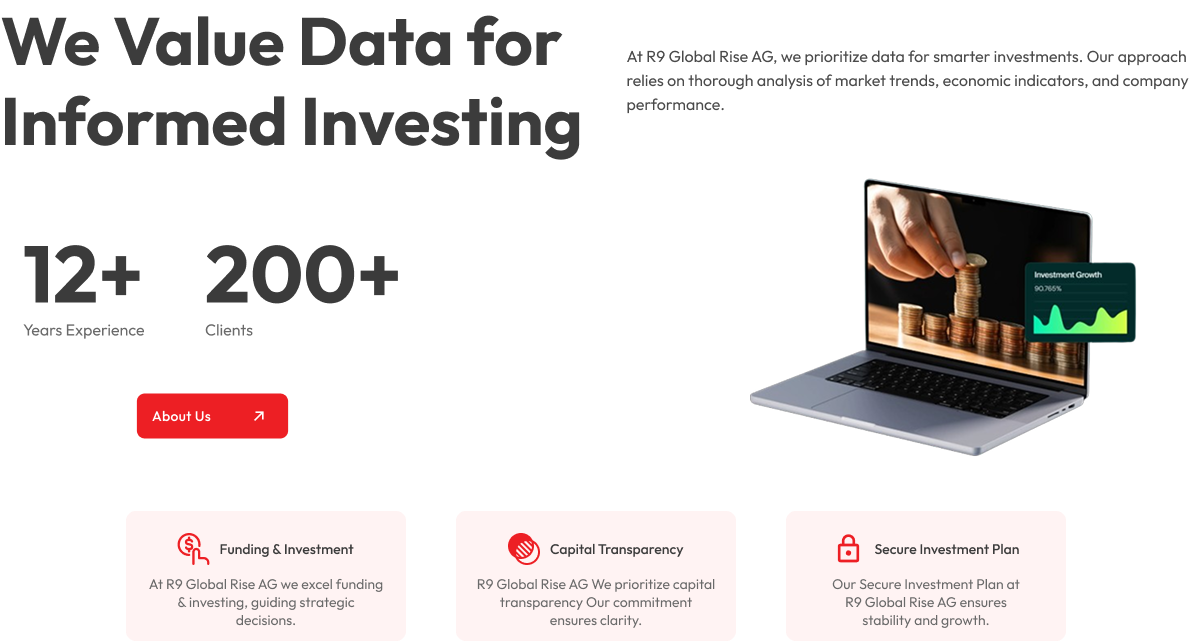 We Value Data for
Informed Investing
At R9 Global Rise AG, we prioritize data for smarter investments. Our approach
relies on thorough analysis of market trends, economic indicators, and company
performance.
12+
Years Experience
200+
Clients
Investment Growth
90.765%
About Us
Funding & Investment
At R9 Global Rise AG we excel funding
& investing, guiding strategic
decisions.
Capital Transparency
R9 Global Rise AG We prioritize capital
transparency Our commitment
ensures clarity.
Secure Investment Plan
Our Secure Investment Plan at
R9 Global Rise AG ensures
stability and growth.